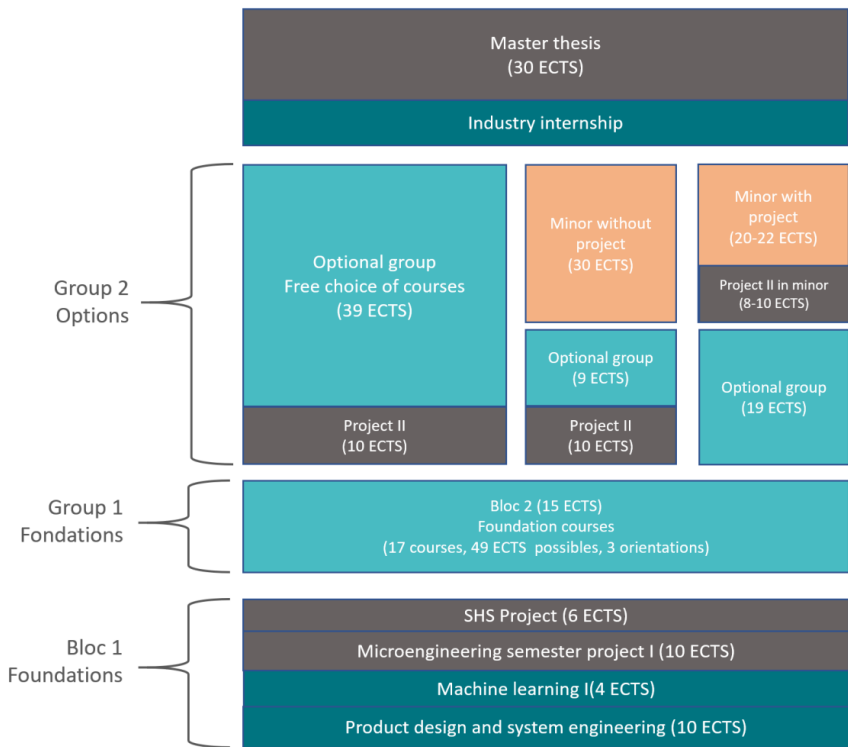 Master thesis
(30 ECTS)
Industry internship
Group 2
Options
Optional group
Free choice of courses
(39 ECTS)
Project II
(10 ECTS)
Minor without
project
(30 ECTS)
Optional group
(9 ECTS)
Project II
(10 ECTS)
Minor with
project
(20-22 ECTS)
Project II in minor
(8-10 ECTS)
Optional group
(19 ECTS)
Group 1
Fondations
Bloc 2 (15 ECTS)
Foundation courses
(17 courses, 49 ECTS possibles, 3 orientations)
Bloc 1
Foundations
SHS Project (6 ECTS)
Microengineering semester project I (10 ECTS)
Machine learning I(4 ECTS)
Product design and system engineering (10 ECTS)